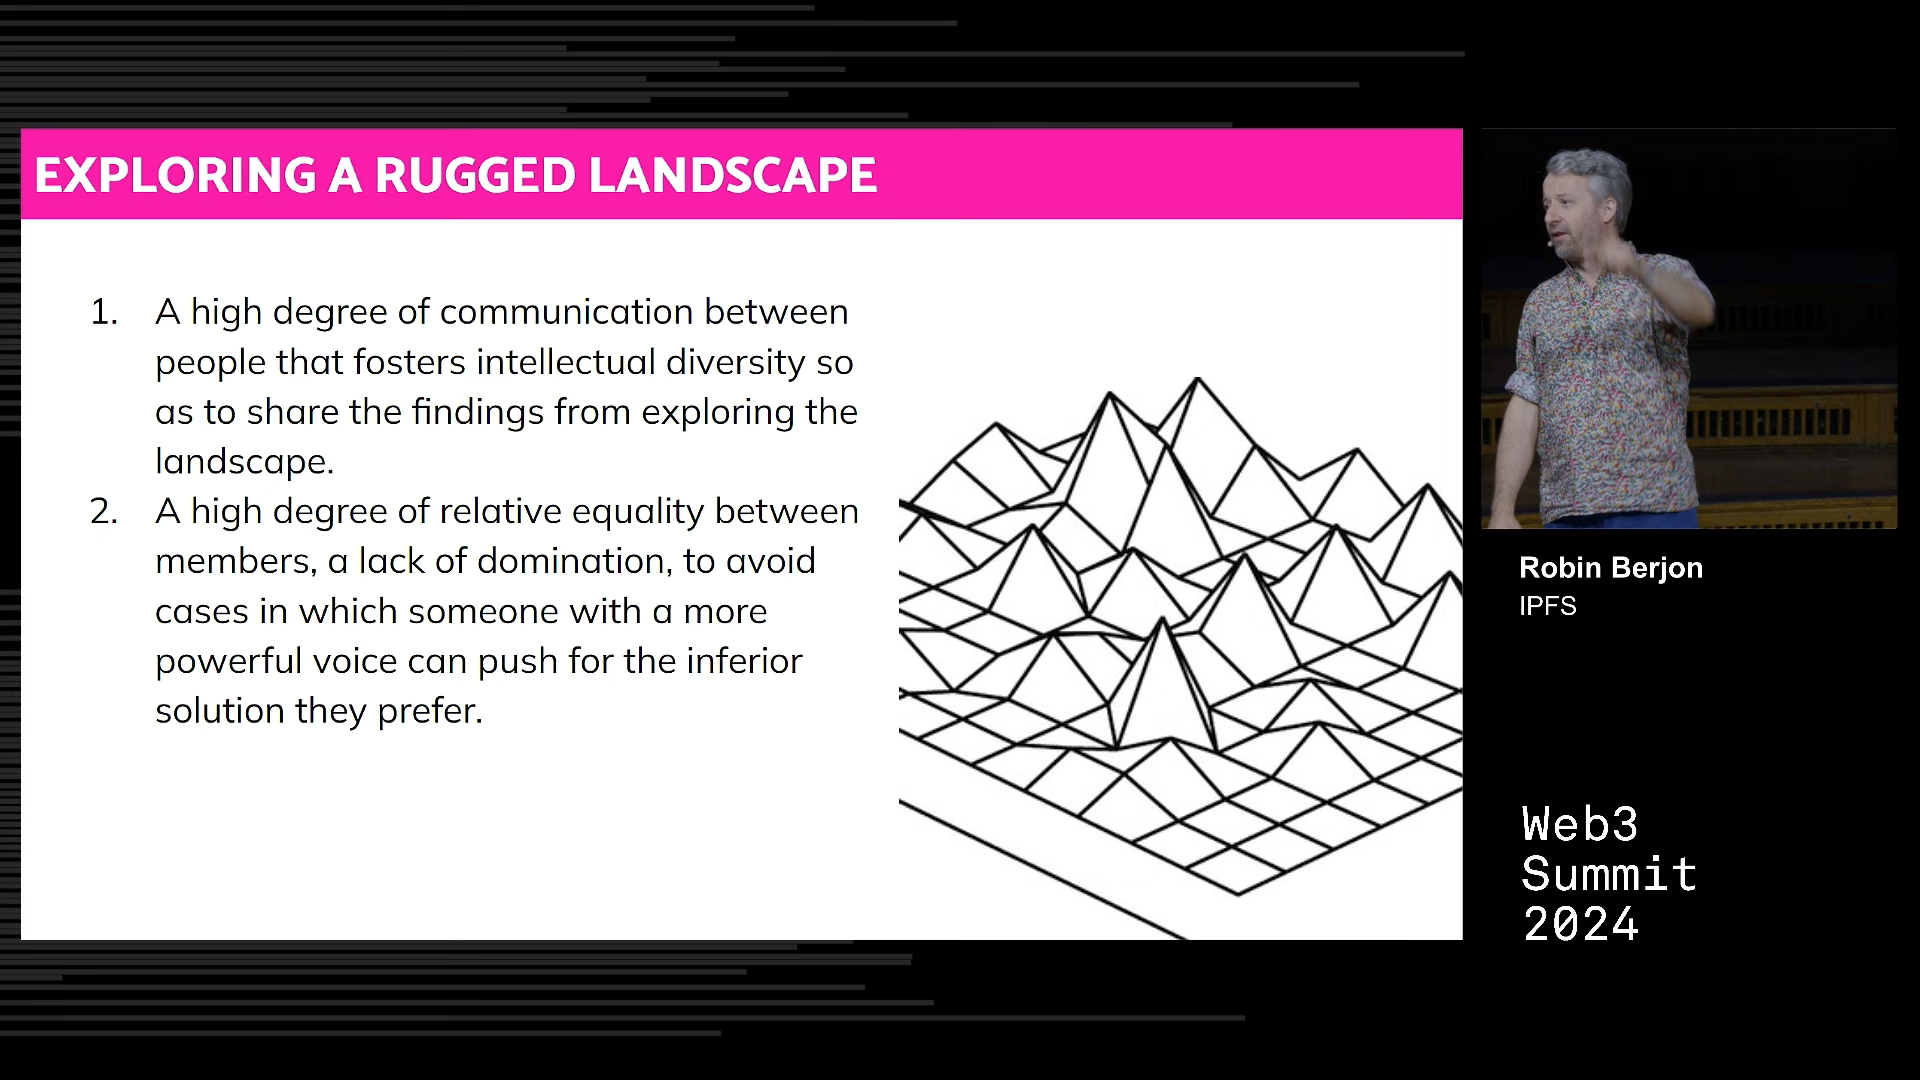 EXPLORING A RUGGED LANDSCAPE
1. A high degree of communication between
people that fosters intellectual diversity so
as to share the findings from exploring the
landscape.
2. A high degree of relative equality between
members, a lack of domination, to avoid
cases in which someone with a more
powerful voice can push for the inferior
solution they prefer.
Robin Berjon
IPFS
Web3
Summit
2024